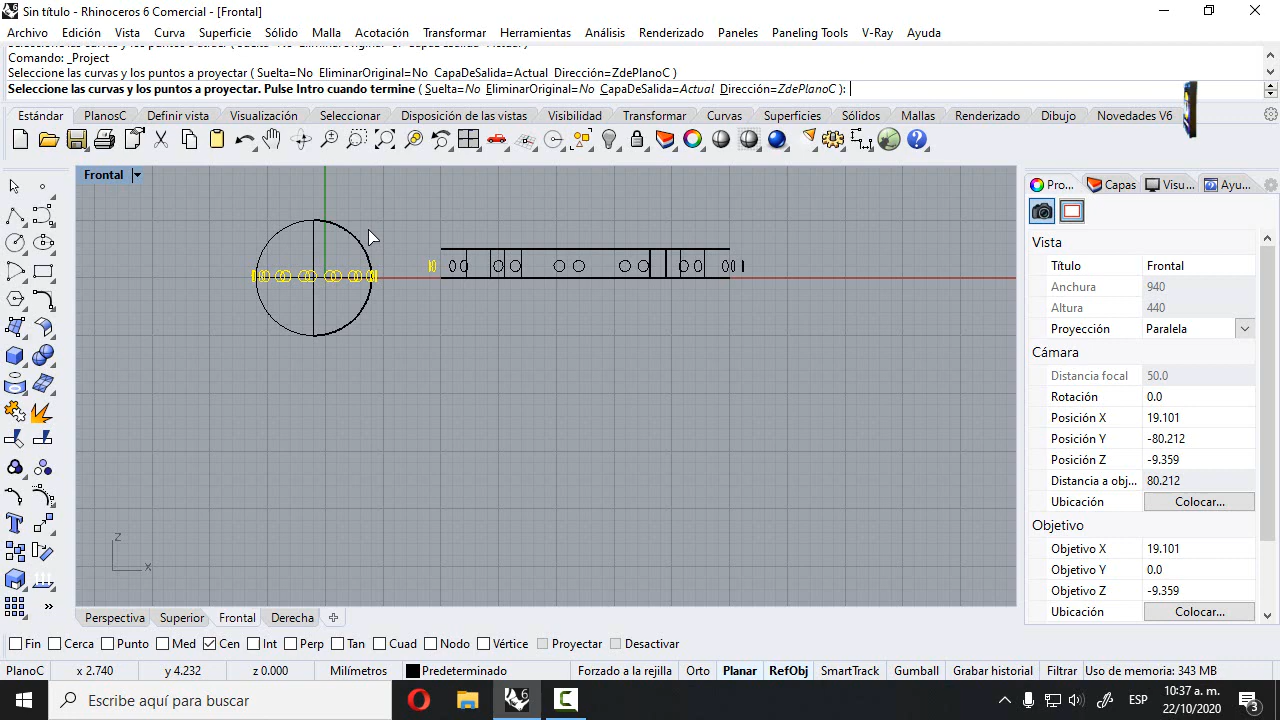 Sin título - Rhinoceros 6 Comercial - [Frontal]
Archivo Edición Vista Curva Superficie Sólido Malla Acotación Transformar Herramientas Análisis Renderizado Paneles Paneling Tools V-Ray Ayuda
Comando: _Project
Seleccione las curvas y los puntos a proyectar ( Suelta=No EliminarOriginal=No CapaDeSalida=Actual Dirección=ZdePlanoC )
Seleccione las curvas y los puntos a proyectar. Pulse Intro cuando termine ( Suelta=No EliminarOriginal=No CapaDeSalida=Actual Dirección=ZdePlanoC ):
Estándar PlanosC Definir vista Visualización Seleccionar Disposición de las vistas Visibilidad Transformar Curvas Superficies Sólidos Mallas Renderizado Dibujo Novedades V6
Frontal
Pro... Capas Visu... Ayu...
Vista
Título Frontal
Anchura 940
Altura 440
Proyección Paralela
Cámara
Distancia focal 50.0
Rotación 0.0
Posición X 19.101
Posición Y -80.212
Posición Z -9.359
Distancia a obj... 80.212
Ubicación Colocar...
Objetivo
Objetivo X 19.101
Objetivo Y 0.0
Objetivo Z -9.359
Ubicación Colocar...
z
x
Perspectiva Superior Frontal Derecha
Fin Cerca Punto Med Cen Int Perp Tan Cuad Nodo Vértice Proyectar Desactivar
PlanoC x 2.740 y 4.232 z 0.000 Milímetros Predeterminado Forzado a la rejilla Orto Planar RefObj SmartTrack Gumball Grabar historial Filtrar Uso de memoria: 343 MB
Escribe aquí para buscar
ESP
10:37 a. m.
22/10/2020
3